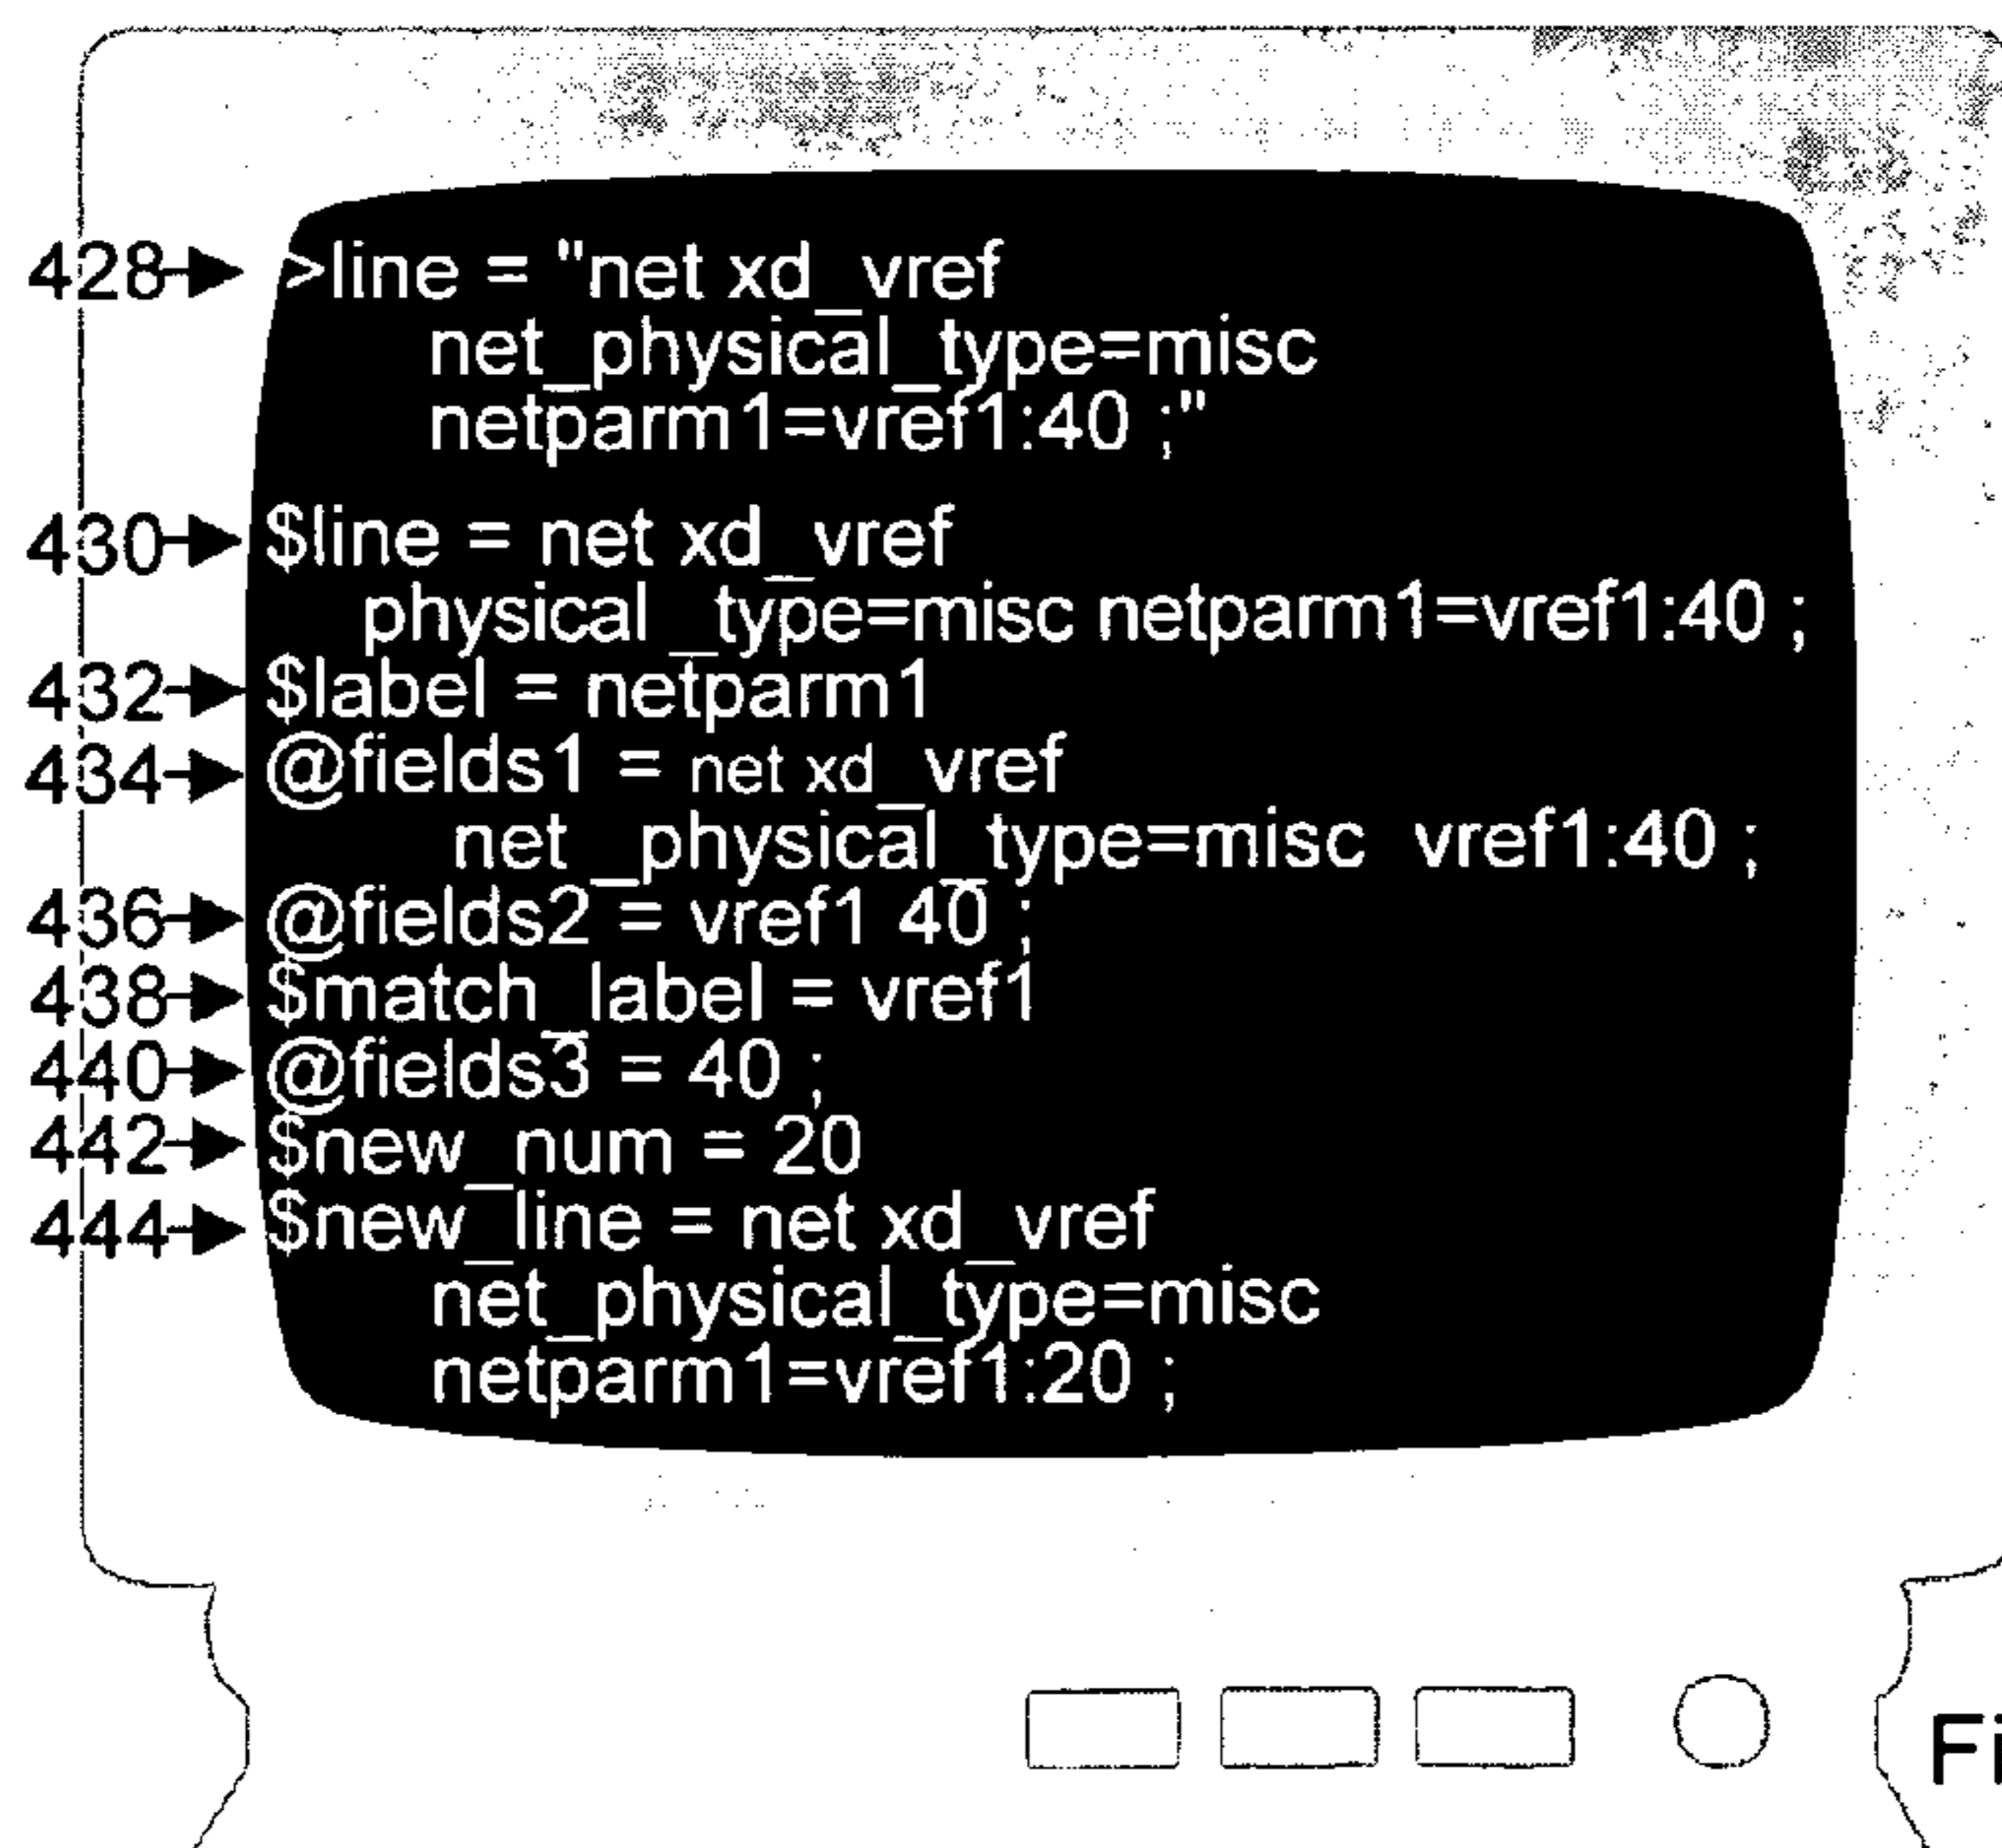 428 >line = "net xd_vref
net_physical_type=misc
netparm1=vref1:40 ;"
430 $line = net xd_vref
physical _type=misc netparm1=vref1:40 ;
432 $label = netparm1
434 @fields1 = net xd_vref
net _physical_type=misc vref1:40 ;
436 @fields2 = vref1 40 ;
438 $match_label = vref1
440 @fields3 = 40 ;
442 $new_num = 20
444 $new_line = net xd_vref
net_physical_type=misc
netparm1=vref1:20 ;
Fi